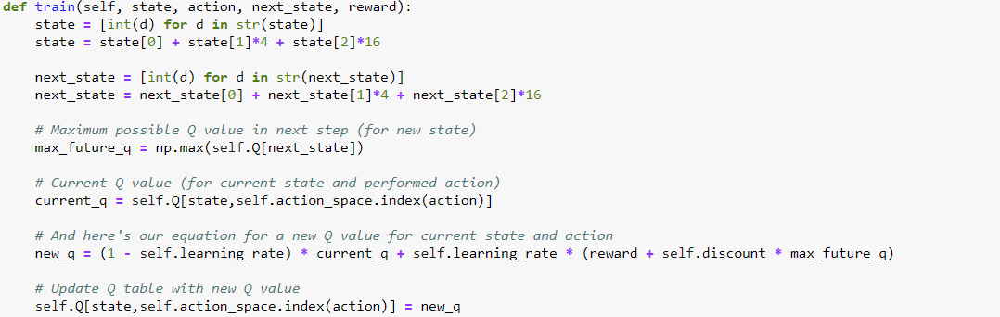 def train(self, state, action, next_state, reward):
    state = [int(d) for d in str(state)]
    state = state[0] + state[1]*4 + state[2]*16

    next_state = [int(d) for d in str(next_state)]
    next_state = next_state[0] + next_state[1]*4 + next_state[2]*16

    # Maximum possible Q value in next step (for new state)
    max_future_q = np.max(self.Q[next_state])

    # Current Q value (for current state and performed action)
    current_q = self.Q[state,self.action_space.index(action)]

    # And here's our equation for a new Q value for current state and action
    new_q = (1 - self.learning_rate) * current_q + self.learning_rate * (reward + self.discount * max_future_q)

    # Update Q table with new Q value
    self.Q[state,self.action_space.index(action)] = new_q